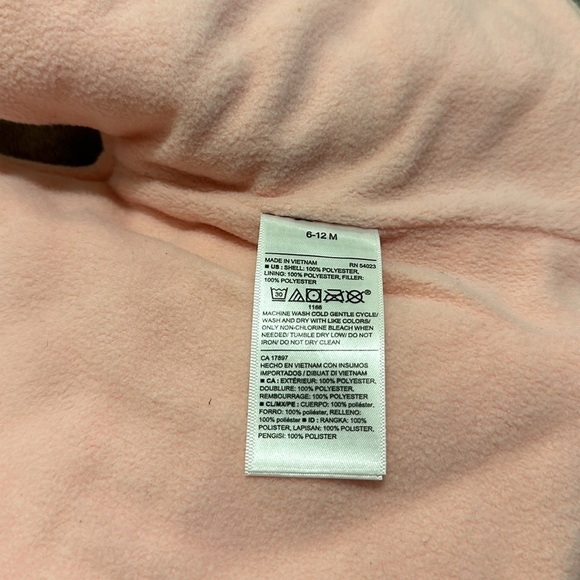 6-12 M
MADE IN VIETNAM RN 54023
■ US : SHELL: 100% POLYESTER,
LINING: 100% POLYESTER, FILLER:
100% POLYESTER
30
®
1166
MACHINE WASH COLD GENTLE CYCLE/
WASH AND DRY WITH LIKE COLORS/
ONLY NON-CHLORINE BLEACH WHEN
NEEDED/ TUMBLE DRY LOW/ DO NOT
IRON/ DO NOT DRY CLEAN
CA 17897
HECHO EN VIETNAM CON INSUMOS
IMPORTADOS / DIBUAT DI VIETNAM
■ CA : EXTÉRIEUR: 100% POLYESTER,
DOUBLURE: 100% POLYESTER,
REMBOURRAGE: 100% POLYESTER
■ CL/MX/PE : CUERPO: 100% poliéster,
FORRO: 100% poliéster, RELLENO:
100% poliéster ■ ID : RANGKA: 100%
POLISTER, LAPISAN: 100% POLISTER,
PENGISI: 100% POLISTER